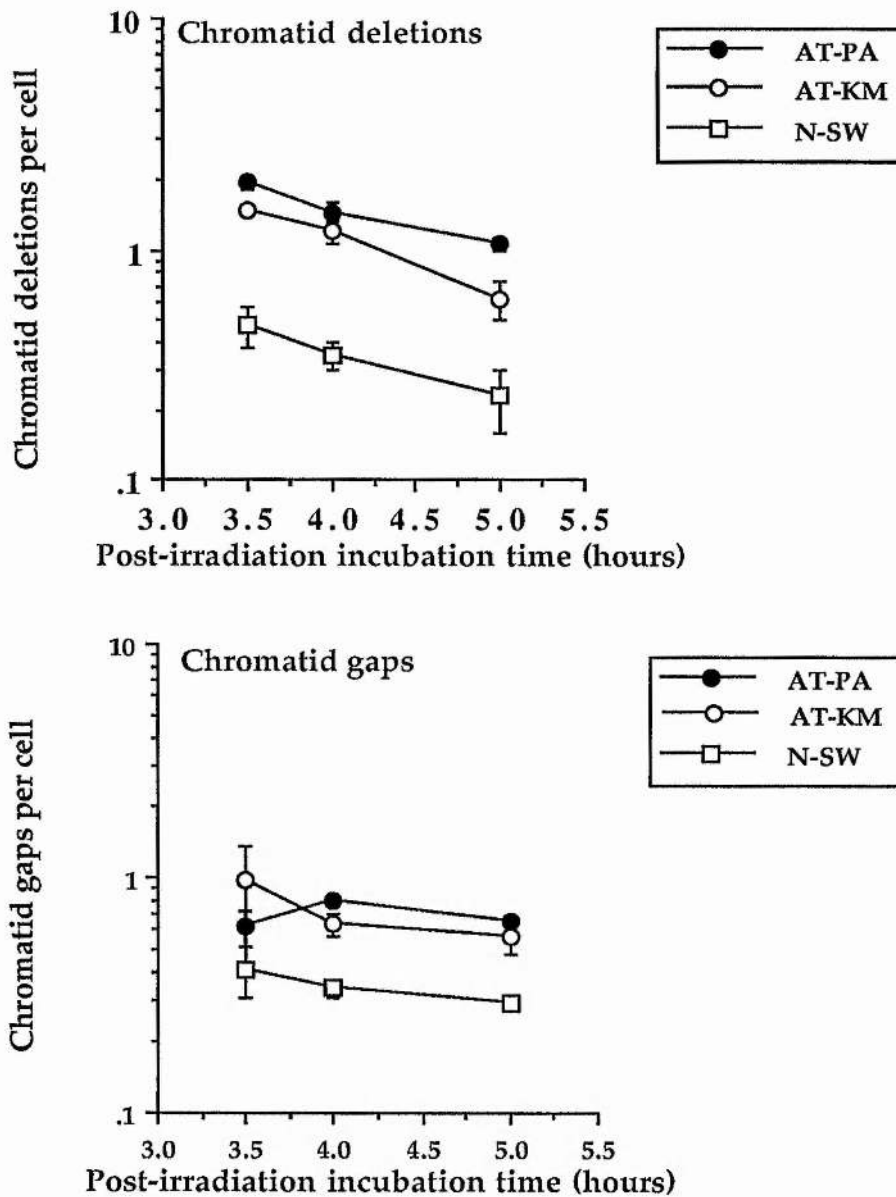 Chromatid deletions
AT-PA
AT-KM
N-SW
Chromatid deletions per cell
10
1
.1
3.0 3.5 4.0 4.5 5.0 5.5
Post-irradiation incubation time (hours)
Chromatid gaps
AT-PA
AT-KM
N-SW
Chromatid gaps per cell
10
1
.1
3.0 3.5 4.0 4.5 5.0 5.5
Post-irradiation incubation time (hours)